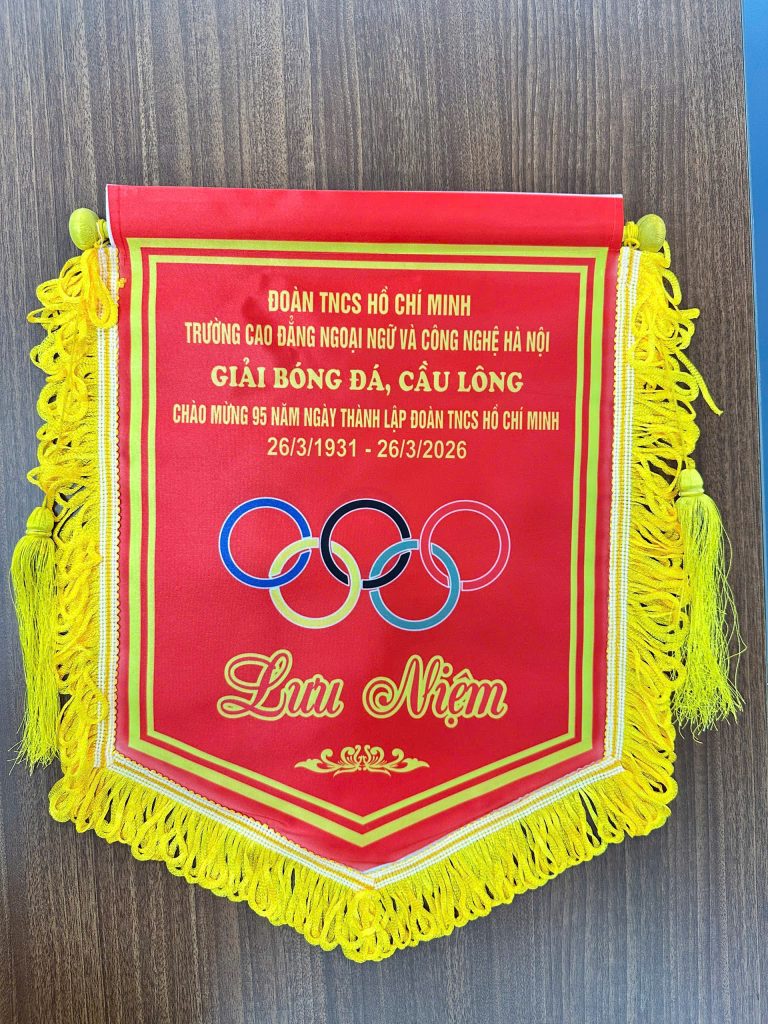 ĐOÀN TNCS HỒ CHÍ MINH
TRƯỜNG CAO ĐẲNG NGOẠI NGỮ VÀ CÔNG NGHỆ HÀ NỘI
GIẢI BÓNG ĐÁ, CẦU LÔNG
CHÀO MỪNG 95 NĂM NGÀY THÀNH LẬP ĐOÀN TNCS HỒ CHÍ MINH
26/3/1931 - 26/3/2026
Lưu Niệm